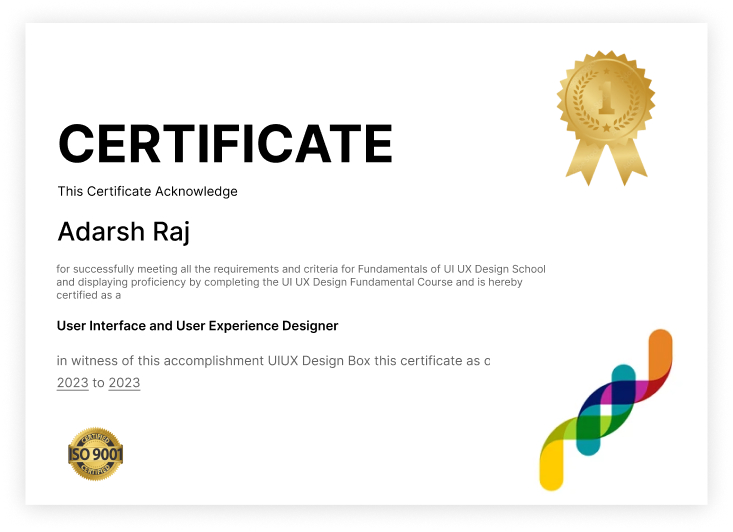 1
CERTIFICATE
This Certificate Acknowledge
Adarsh Raj
for successfully meeting all the requirements and criteria for Fundamentals of UI UX Design School
and displaying proficiency by completing the UI UX Design Fundamental Course and is hereby
certified as a
User Interface and User Experience Designer
in witness of this accomplishment UIUX Design Box this certificate as
2023 to 2023
CERTIFIED
ISO 9001
CERTIFIED